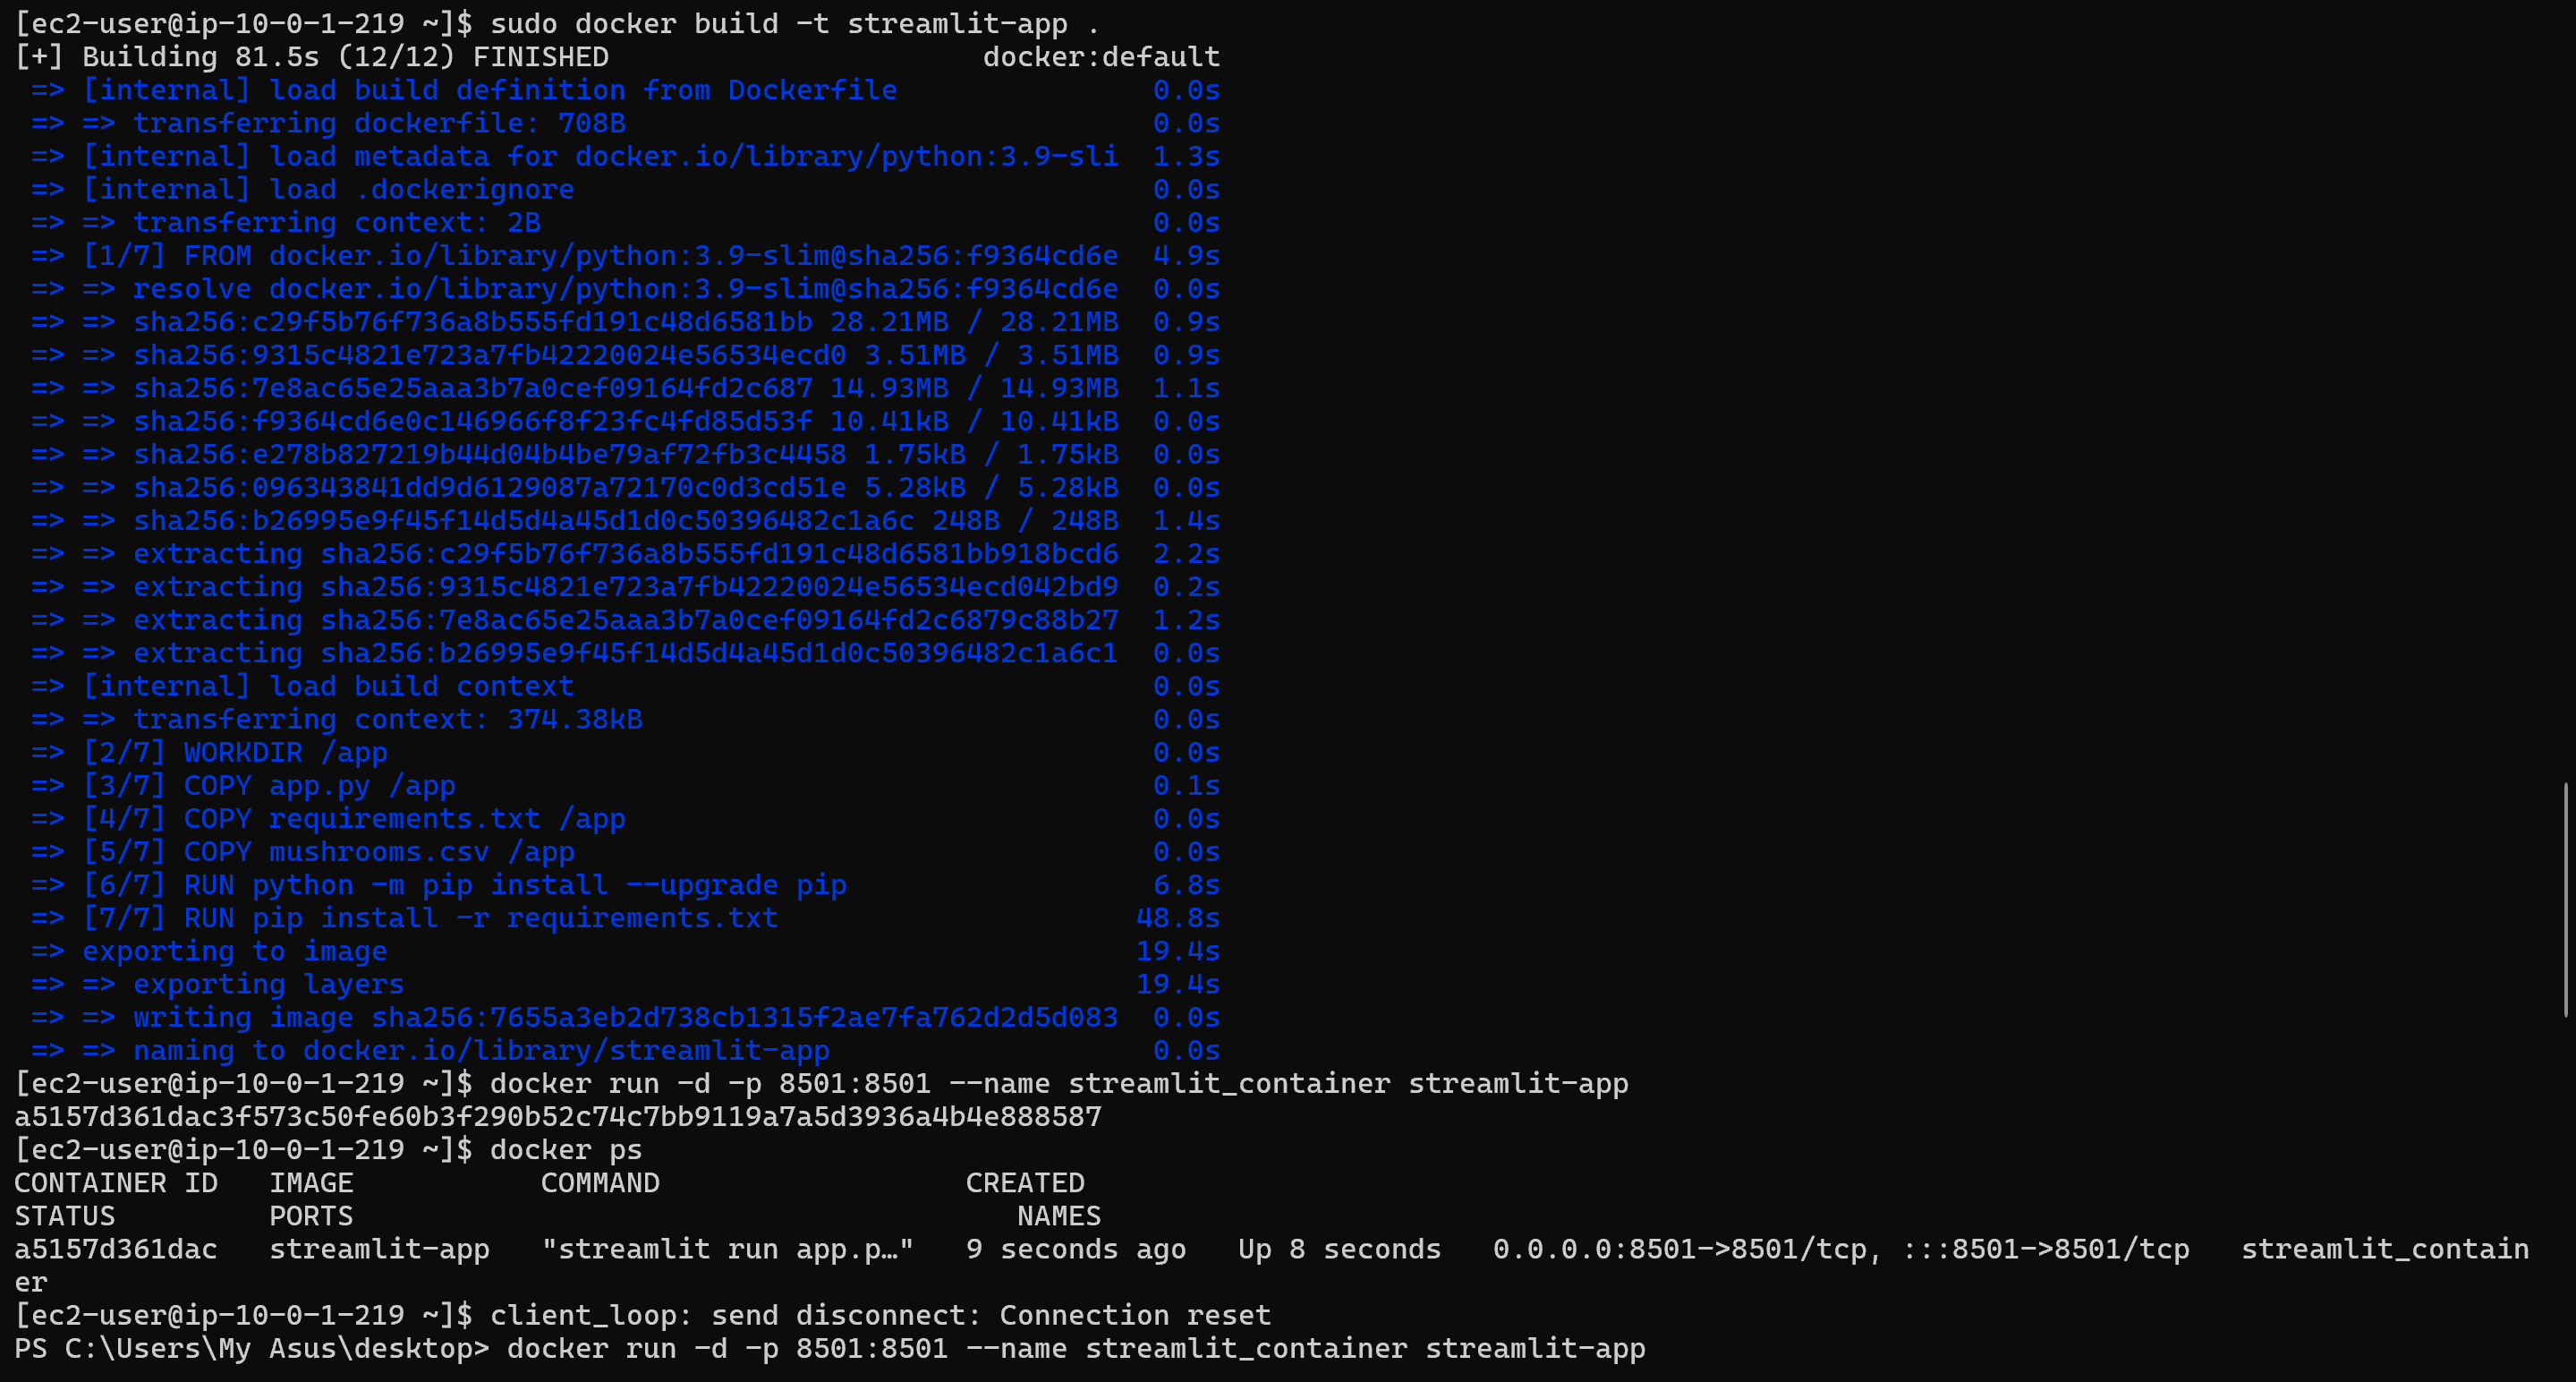 [ec2-user@ip-10-0-1-219 ~]$ sudo docker build -t streamlit-app .
[+] Building 81.5s (12/12) FINISHED docker:default
=> [internal] load build definition from Dockerfile 0.0s
=> => transferring dockerfile: 708B 0.0s
=> [internal] load metadata for docker.io/library/python:3.9-sli 1.3s
=> [internal] load .dockerignore 0.0s
=> => transferring context: 2B 0.0s
=> [1/7] FROM docker.io/library/python:3.9-slim@sha256:f9364cd6e 4.9s
=> => resolve docker.io/library/python:3.9-slim@sha256:f9364cd6e 0.0s
=> => sha256:c29f5b76f736a8b555fd191c48d6581bb 28.21MB / 28.21MB 0.9s
=> => sha256:9315c4821e723a7fb42220024e56534ecd0 3.51MB / 3.51MB 0.9s
=> => sha256:7e8ac65e25aaa3b7a0cef09164fd2c687 14.93MB / 14.93MB 1.1s
=> => sha256:f9364cd6e0c146966f8f23fc4fd85d53f 10.41kB / 10.41kB 0.0s
=> => sha256:e278b827219b44d04b4be79af72fb3c4458 1.75kB / 1.75kB 0.0s
=> => sha256:096343841dd9d6129087a72170c0d3cd51e 5.28kB / 5.28kB 0.0s
=> => sha256:b26995e9f45f14d5d4a45d1d0c50396482c1a6c 248B / 248B 1.4s
=> => extracting sha256:c29f5b76f736a8b555fd191c48d6581bb918bcd6 2.2s
=> => extracting sha256:9315c4821e723a7fb42220024e56534ecd042bd9 0.2s
=> => extracting sha256:7e8ac65e25aaa3b7a0cef09164fd2c6879c88b27 1.2s
=> => extracting sha256:b26995e9f45f14d5d4a45d1d0c50396482c1a6c1 0.0s
=> [internal] load build context 0.0s
=> => transferring context: 374.38kB 0.0s
=> [2/7] WORKDIR /app 0.0s
=> [3/7] COPY app.py /app 0.1s
=> [4/7] COPY requirements.txt /app 0.0s
=> [5/7] COPY mushrooms.csv /app 0.0s
=> [6/7] RUN python -m pip install --upgrade pip 6.8s
=> [7/7] RUN pip install -r requirements.txt 48.8s
=> exporting to image 19.4s
=> => exporting layers 19.4s
=> => writing image sha256:7655a3eb2d738cb1315f2ae7fa762d2d5d083 0.0s
=> => naming to docker.io/library/streamlit-app 0.0s
[ec2-user@ip-10-0-1-219 ~]$ docker run -d -p 8501:8501 --name streamlit_container streamlit-app
a5157d361dac3f573c50fe60b3f290b52c74c7bb9119a7a5d3936a4b4e888587
[ec2-user@ip-10-0-1-219 ~]$ docker ps
CONTAINER ID IMAGE COMMAND CREATED
STATUS PORTS NAMES
a5157d361dac streamlit-app "streamlit run app.p…" 9 seconds ago Up 8 seconds 0.0.0.0:8501->8501/tcp, :::8501->8501/tcp streamlit_contain
er
[ec2-user@ip-10-0-1-219 ~]$ client_loop: send disconnect: Connection reset
PS C:\Users\My Asus\desktop> docker run -d -p 8501:8501 --name streamlit_container streamlit-app